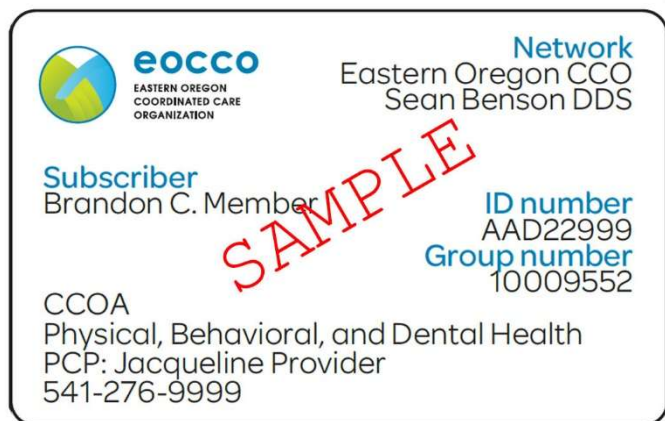 eocco
EASTERN OREGON
COORDINATED CARE
ORGANIZATION
Network
Eastern Oregon CCO
Sean Benson DDS
Subscriber
Brandon C. Member
SAMPLE
ID number
AAD22999
Group number
10009552
CCOA
Physical, Behavioral, and Dental Health
PCP: Jacqueline Provider
541-276-9999